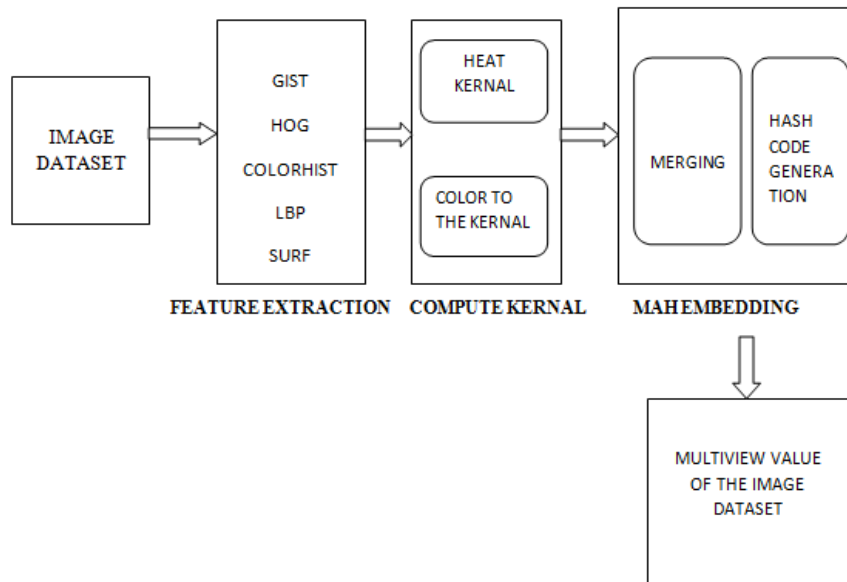 IMAGE
DATASET
GIST
HOG
COLORHIST
LBP
SURF
FEATURE EXTRACTION
HEAT
KERNAL
COLOR TO
THE KERNAL
COMPUTE KERNAL
MERGING
HASH
CODE
GENERA
TION
MAH EMBEDDING
MULTIVIEW VALUE
OF THE IMAGE
DATASET